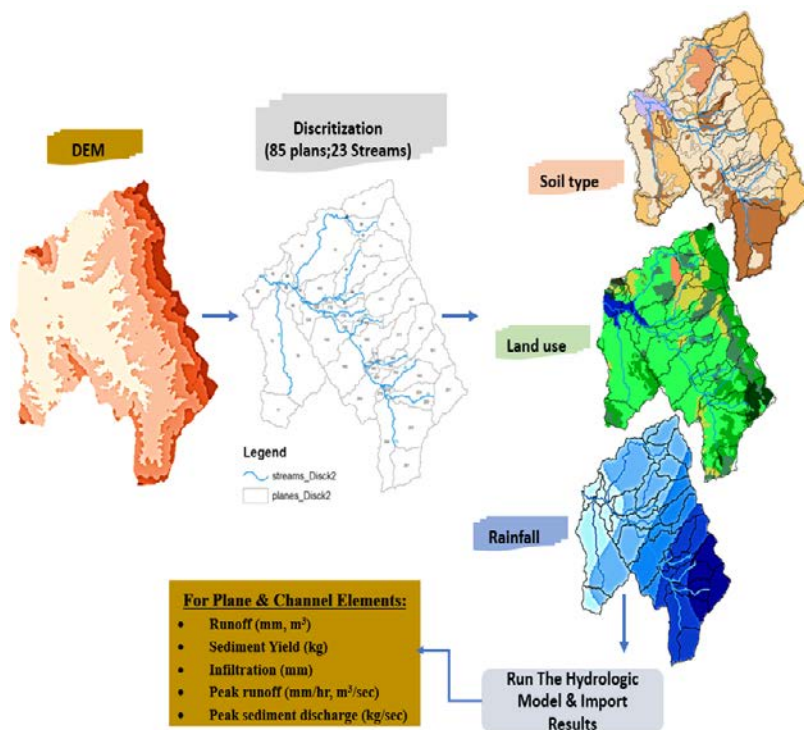 DEM
Discritization
(85 plans;23 Streams)
Soil type
Land use
Legend
streams_Disck2
planes_Disck2
Rainfall
For Plane & Channel Elements:
• Runoff (mm, m³)
• Sediment Yield (kg)
• Infiltration (mm)
• Peak runoff (mm/hr, m³/sec)
• Peak sediment discharge (kg/sec)
Run The Hydrologic
Model & Import
Results